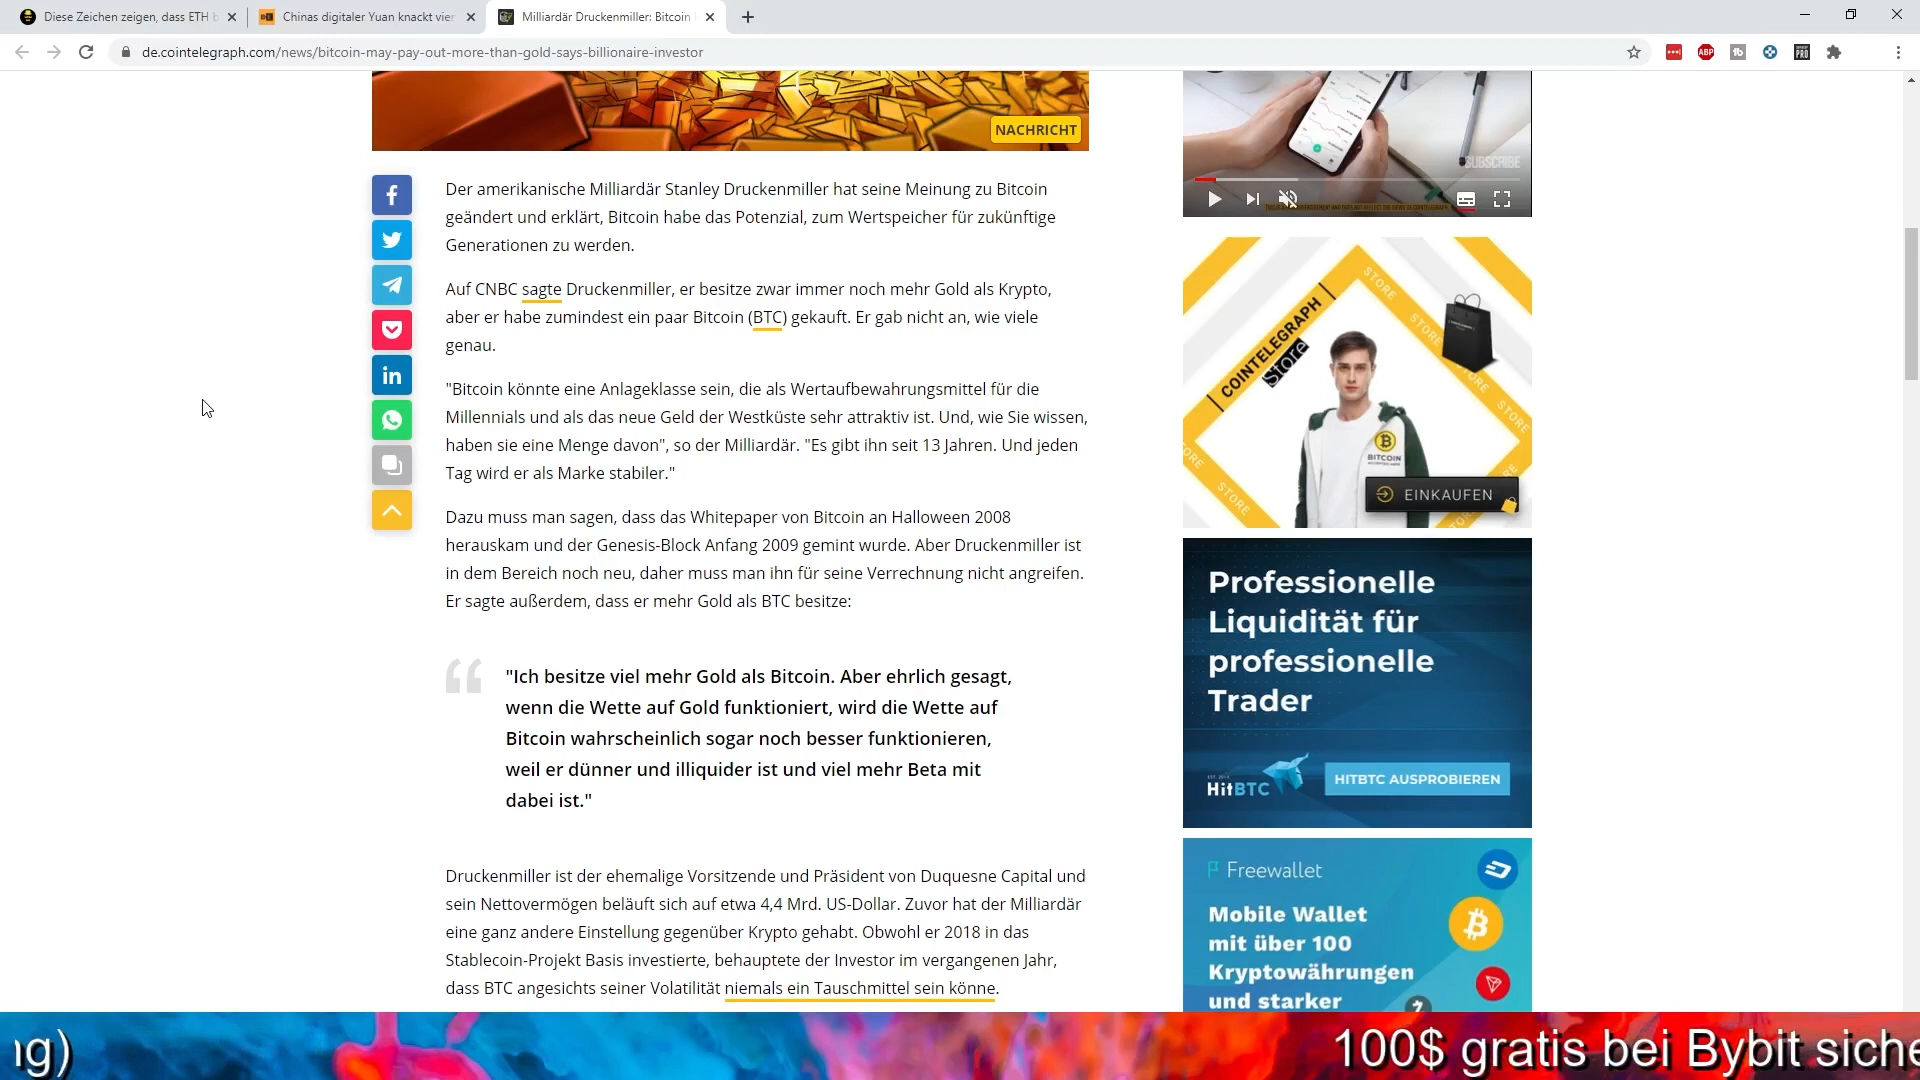 Diese Zeichen zeigen, dass ETH b
Chinas digitaler Yuan knackt vier
Milliardär Druckenmiller: Bitcoin
de.cointelegraph.com/news/bitcoin-may-pay-out-more-than-gold-says-billionaire-investor
ABP
PRO
NACHRICHT
SUBSCRIBE
Der amerikanische Milliardär Stanley Druckenmiller hat seine Meinung zu Bitcoin
geändert und erklärt, Bitcoin habe das Potenzial, zum Wertspeicher für zukünftige
Generationen zu werden.
Auf CNBC sagte Druckenmiller, er besitze zwar immer noch mehr Gold als Krypto,
aber er habe zumindest ein paar Bitcoin (BTC) gekauft. Er gab nicht an, wie viele
genau.
"Bitcoin könnte eine Anlageklasse sein, die als Wertaufbewahrungsmittel für die
Millennials und als das neue Geld der Westküste sehr attraktiv ist. Und, wie Sie wissen,
haben sie eine Menge davon", so der Milliardär. "Es gibt ihn seit 13 Jahren. Und jeden
Tag wird er als Marke stabiler."
Dazu muss man sagen, dass das Whitepaper von Bitcoin an Halloween 2008
herauskam und der Genesis-Block Anfang 2009 gemint wurde. Aber Druckenmiller ist
in dem Bereich noch neu, daher muss man ihn für seine Verrechnung nicht angreifen.
Er sagte außerdem, dass er mehr Gold als BTC besitze:
"Ich besitze viel mehr Gold als Bitcoin. Aber ehrlich gesagt,
wenn die Wette auf Gold funktioniert, wird die Wette auf
Bitcoin wahrscheinlich sogar noch besser funktionieren,
weil er dünner und illiquider ist und viel mehr Beta mit
dabei ist."
Druckenmiller ist der ehemalige Vorsitzende und Präsident von Duquesne Capital und
sein Nettovermögen beläuft sich auf etwa 4,4 Mrd. US-Dollar. Zuvor hat der Milliardär
eine ganz andere Einstellung gegenüber Krypto gehabt. Obwohl er 2018 in das
Stablecoin-Projekt Basis investierte, behauptete der Investor im vergangenen Jahr,
dass BTC angesichts seiner Volatilität niemals ein Tauschmittel sein könne.
COINTELEGRAPH
Store
STORE
STORE
STORE
STORE
STORE
STORE
STORE
BITCOIN
ACCEPTED HERE
EINKAUFEN
Professionelle
Liquidität für
professionelle
Trader
HitBTC
HITBTC AUSPROBIEREN
Freewallet
Mobile Wallet
mit über 100
Kryptowährungen
und starker
ng)
100$ gratis bei Bybit siche